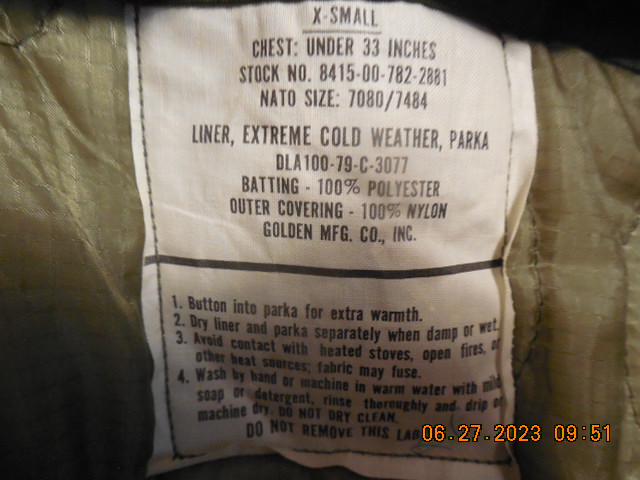 X-SMALL
CHEST: UNDER 33 INCHES
STOCK NO. 8415-00-782-2881
NATO SIZE: 7080/7484
LINER, EXTREME COLD WEATHER, PARKA
DLA100-79-C-3077
BATTING - 100% POLYESTER
OUTER COVERING - 100% NYLON
GOLDEN MFG. CO., INC.
1. Button into parka for extra warmth.
2. Dry liner and parka separately when damp or wet.
3. Avoid contact with heated stoves, open fires, or
other heat sources; fabric may fuse.
4. Wash by hand or machine in warm water with mild
soap or detergent, rinse thoroughly and drip or
machine dry. DO NOT DRY CLEAN.
DO NOT REMOVE THIS
06.27.2023 09:51